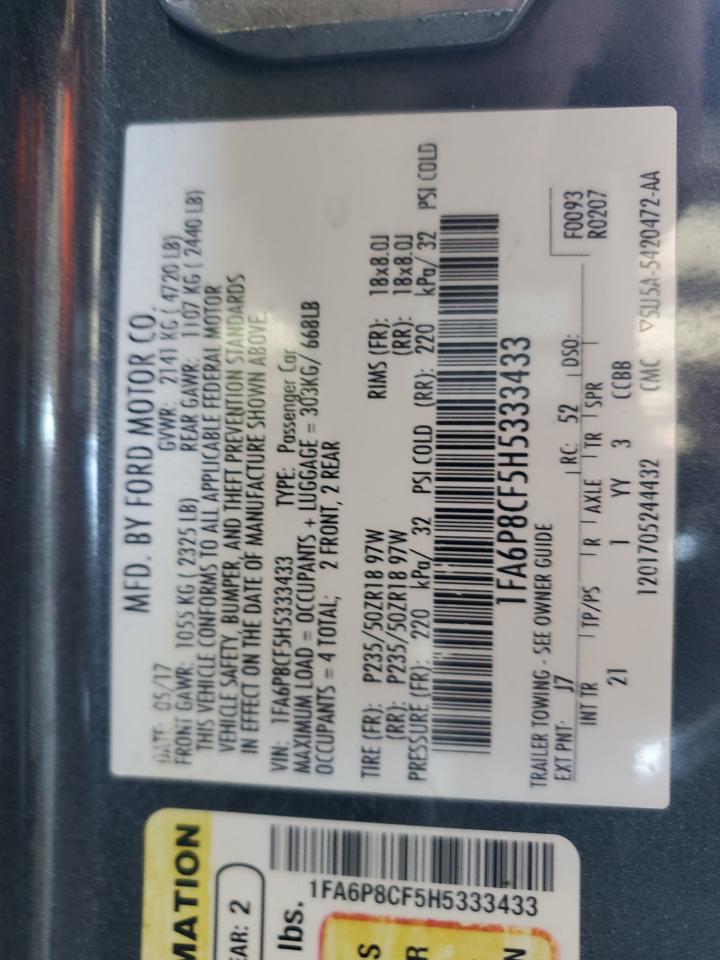 MFD. BY FORD MOTOR CO.
DATE: 05/17 GVWR: 2141 KG ( 4720 LB)
FRONT GAWR: 1055 KG ( 2325 LB) REAR GAWR: 1107 KG ( 2440 LB)
THIS VEHICLE CONFORMS TO ALL APPLICABLE FEDERAL MOTOR
VEHICLE SAFETY, BUMPER, AND THEFT PREVENTION STANDARDS
IN EFFECT ON THE DATE OF MANUFACTURE SHOWN ABOVE.
VIN: 1FA6P8CF5H5333433 TYPE: Passenger Car
MAXIMUM LOAD = OCCUPANTS + LUGGAGE = 303KG/ 668LB
OCCUPANTS = 4 TOTAL; 2 FRONT, 2 REAR
TIRE (FR): P235/50ZR18 97W RIMS (FR): 18x8.0J
(RR): P235/50ZR18 97W (RR): 18x8.0J
PRESSURE (FR): 220 kPa/ 32 PSI COLD (RR): 220 kPa/ 32 PSI COLD
1FA6P8CF5H5333433
TRAILER TOWING - SEE OWNER GUIDE
EXT PNT: J7 RC: 52 DSO: F0093
INT TR TP/PS R AXLE TR SPR R0207
21 1 YY 3 CCBB
1201705244432 CMC ▽5U5A-5420472-AA
MATION
EAR: 2
lbs.
1FA6P8CF5H5333433
S
R
N